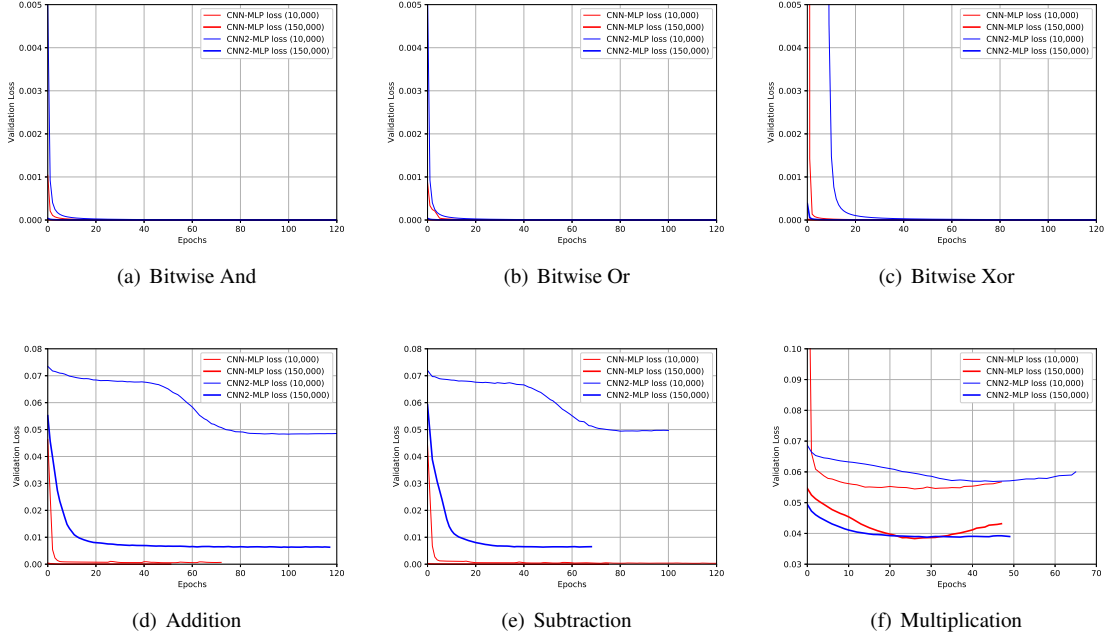 0.005
0.004
0.003
0.002
0.001
0.000
Validation Loss
0 20 40 60 80 100 120
Epochs
CNN-MLP loss (10,000)
CNN-MLP loss (150,000)
CNN2-MLP loss (10,000)
CNN2-MLP loss (150,000)
(a) Bitwise And
0.005
0.004
0.003
0.002
0.001
0.000
Validation Loss
0 20 40 60 80 100 120
Epochs
CNN-MLP loss (10,000)
CNN-MLP loss (150,000)
CNN2-MLP loss (10,000)
CNN2-MLP loss (150,000)
(b) Bitwise Or
0.005
0.004
0.003
0.002
0.001
0.000
Validation Loss
0 20 40 60 80 100 120
Epochs
CNN-MLP loss (10,000)
CNN-MLP loss (150,000)
CNN2-MLP loss (10,000)
CNN2-MLP loss (150,000)
(c) Bitwise Xor
0.08
0.07
0.06
0.05
0.04
0.03
0.02
0.01
0.00
Validation Loss
0 20 40 60 80 100 120
Epochs
CNN-MLP loss (10,000)
CNN-MLP loss (150,000)
CNN2-MLP loss (10,000)
CNN2-MLP loss (150,000)
(d) Addition
0.08
0.07
0.06
0.05
0.04
0.03
0.02
0.01
0.00
Validation Loss
0 20 40 60 80 100 120
Epochs
CNN-MLP loss (10,000)
CNN-MLP loss (150,000)
CNN2-MLP loss (10,000)
CNN2-MLP loss (150,000)
(e) Subtraction
0.10
0.09
0.08
0.07
0.06
0.05
0.04
0.03
Validation Loss
0 10 20 30 40 50 60 70
Epochs
CNN-MLP loss (10,000)
CNN-MLP loss (150,000)
CNN2-MLP loss (10,000)
CNN2-MLP loss (150,000)
(f) Multiplication